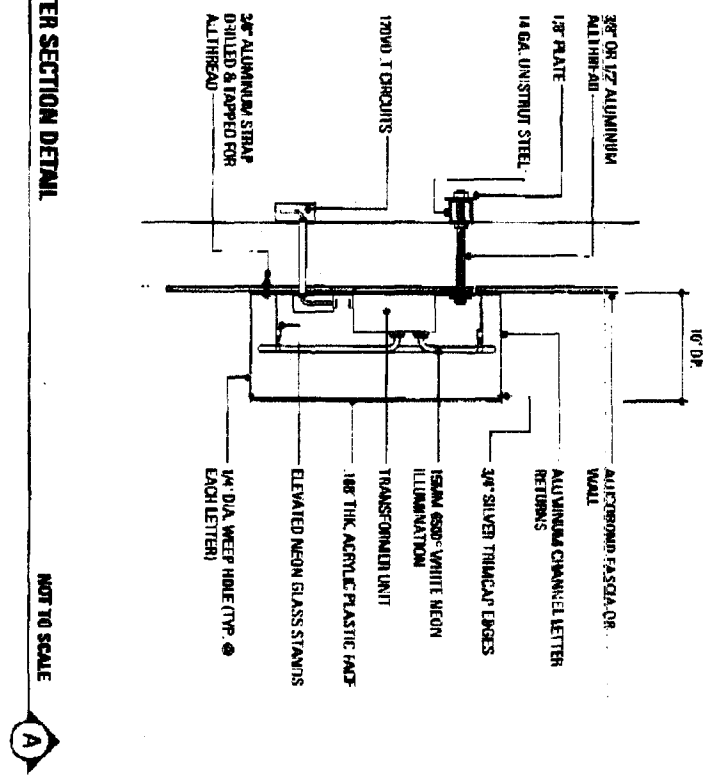 3/8" OR 1/2" ALUMINUM
ALLTHREAD
1/8" PLATE
14 GA. UNISTRUT STEEL
120VOLT CIRCUITS
3/8" ALUMINUM STRAP
DRILLED & TAPPED FOR
ALLTHREAD
10" DP.
ALUCOBOND FASCIA OR
WALL
ALUMINUM CHANNEL LETTER
RETURNS
3/4" SILVER TRIMCAP EDGES
15MM 6500° WHITE NEON
ILLUMINATION
TRANSFORMER UNIT
.188" THK. ACRYLIC PLASTIC FACE
ELEVATED NEON GLASS STANDS
1/4" DIA. WEEP HOLE (TYP. @
EACH LETTER)
TER SECTION DETAIL
NOT TO SCALE
A